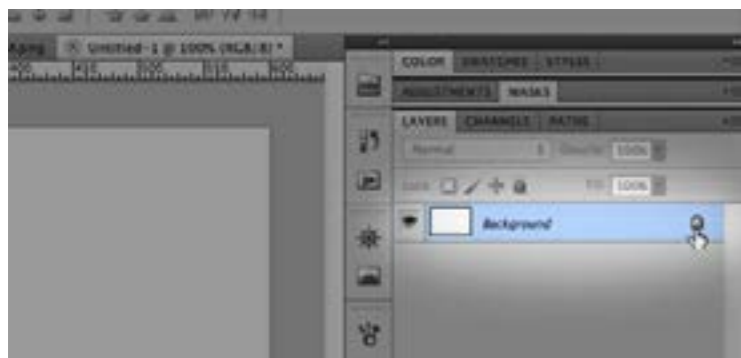 .png Untitled-1 @ 100% (RGB/8) *
COLOR SWATCHES STYLES
ADJUSTMENTS MASKS
LAYERS CHANNELS PATHS
Normal Opacity: 100%
Lock: Fill: 100%
Background